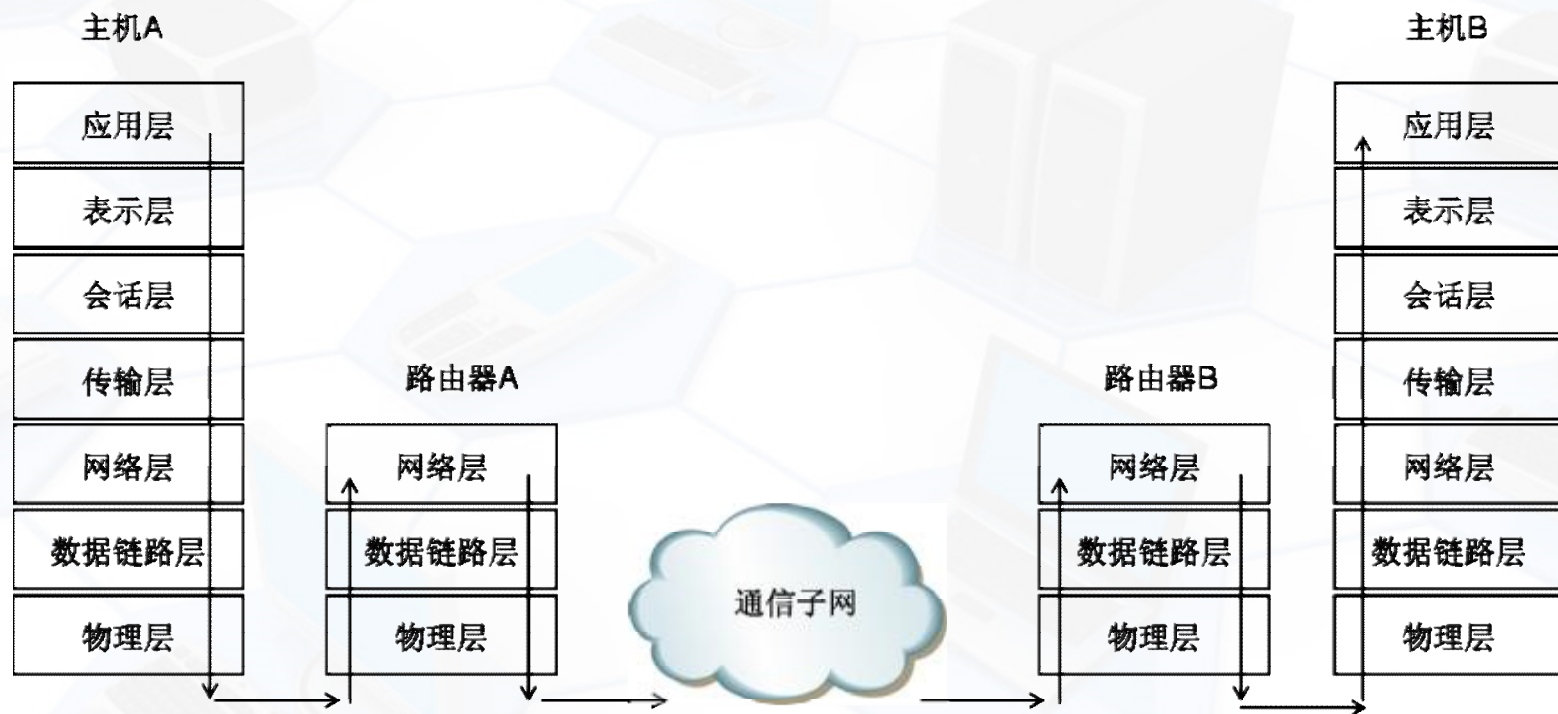 主机A
应用层
表示层
会话层
传输层
网络层
数据链路层
物理层
路由器A
网络层
数据链路层
物理层
通信子网
路由器B
网络层
数据链路层
物理层
主机B
应用层
表示层
会话层
传输层
网络层
数据链路层
物理层